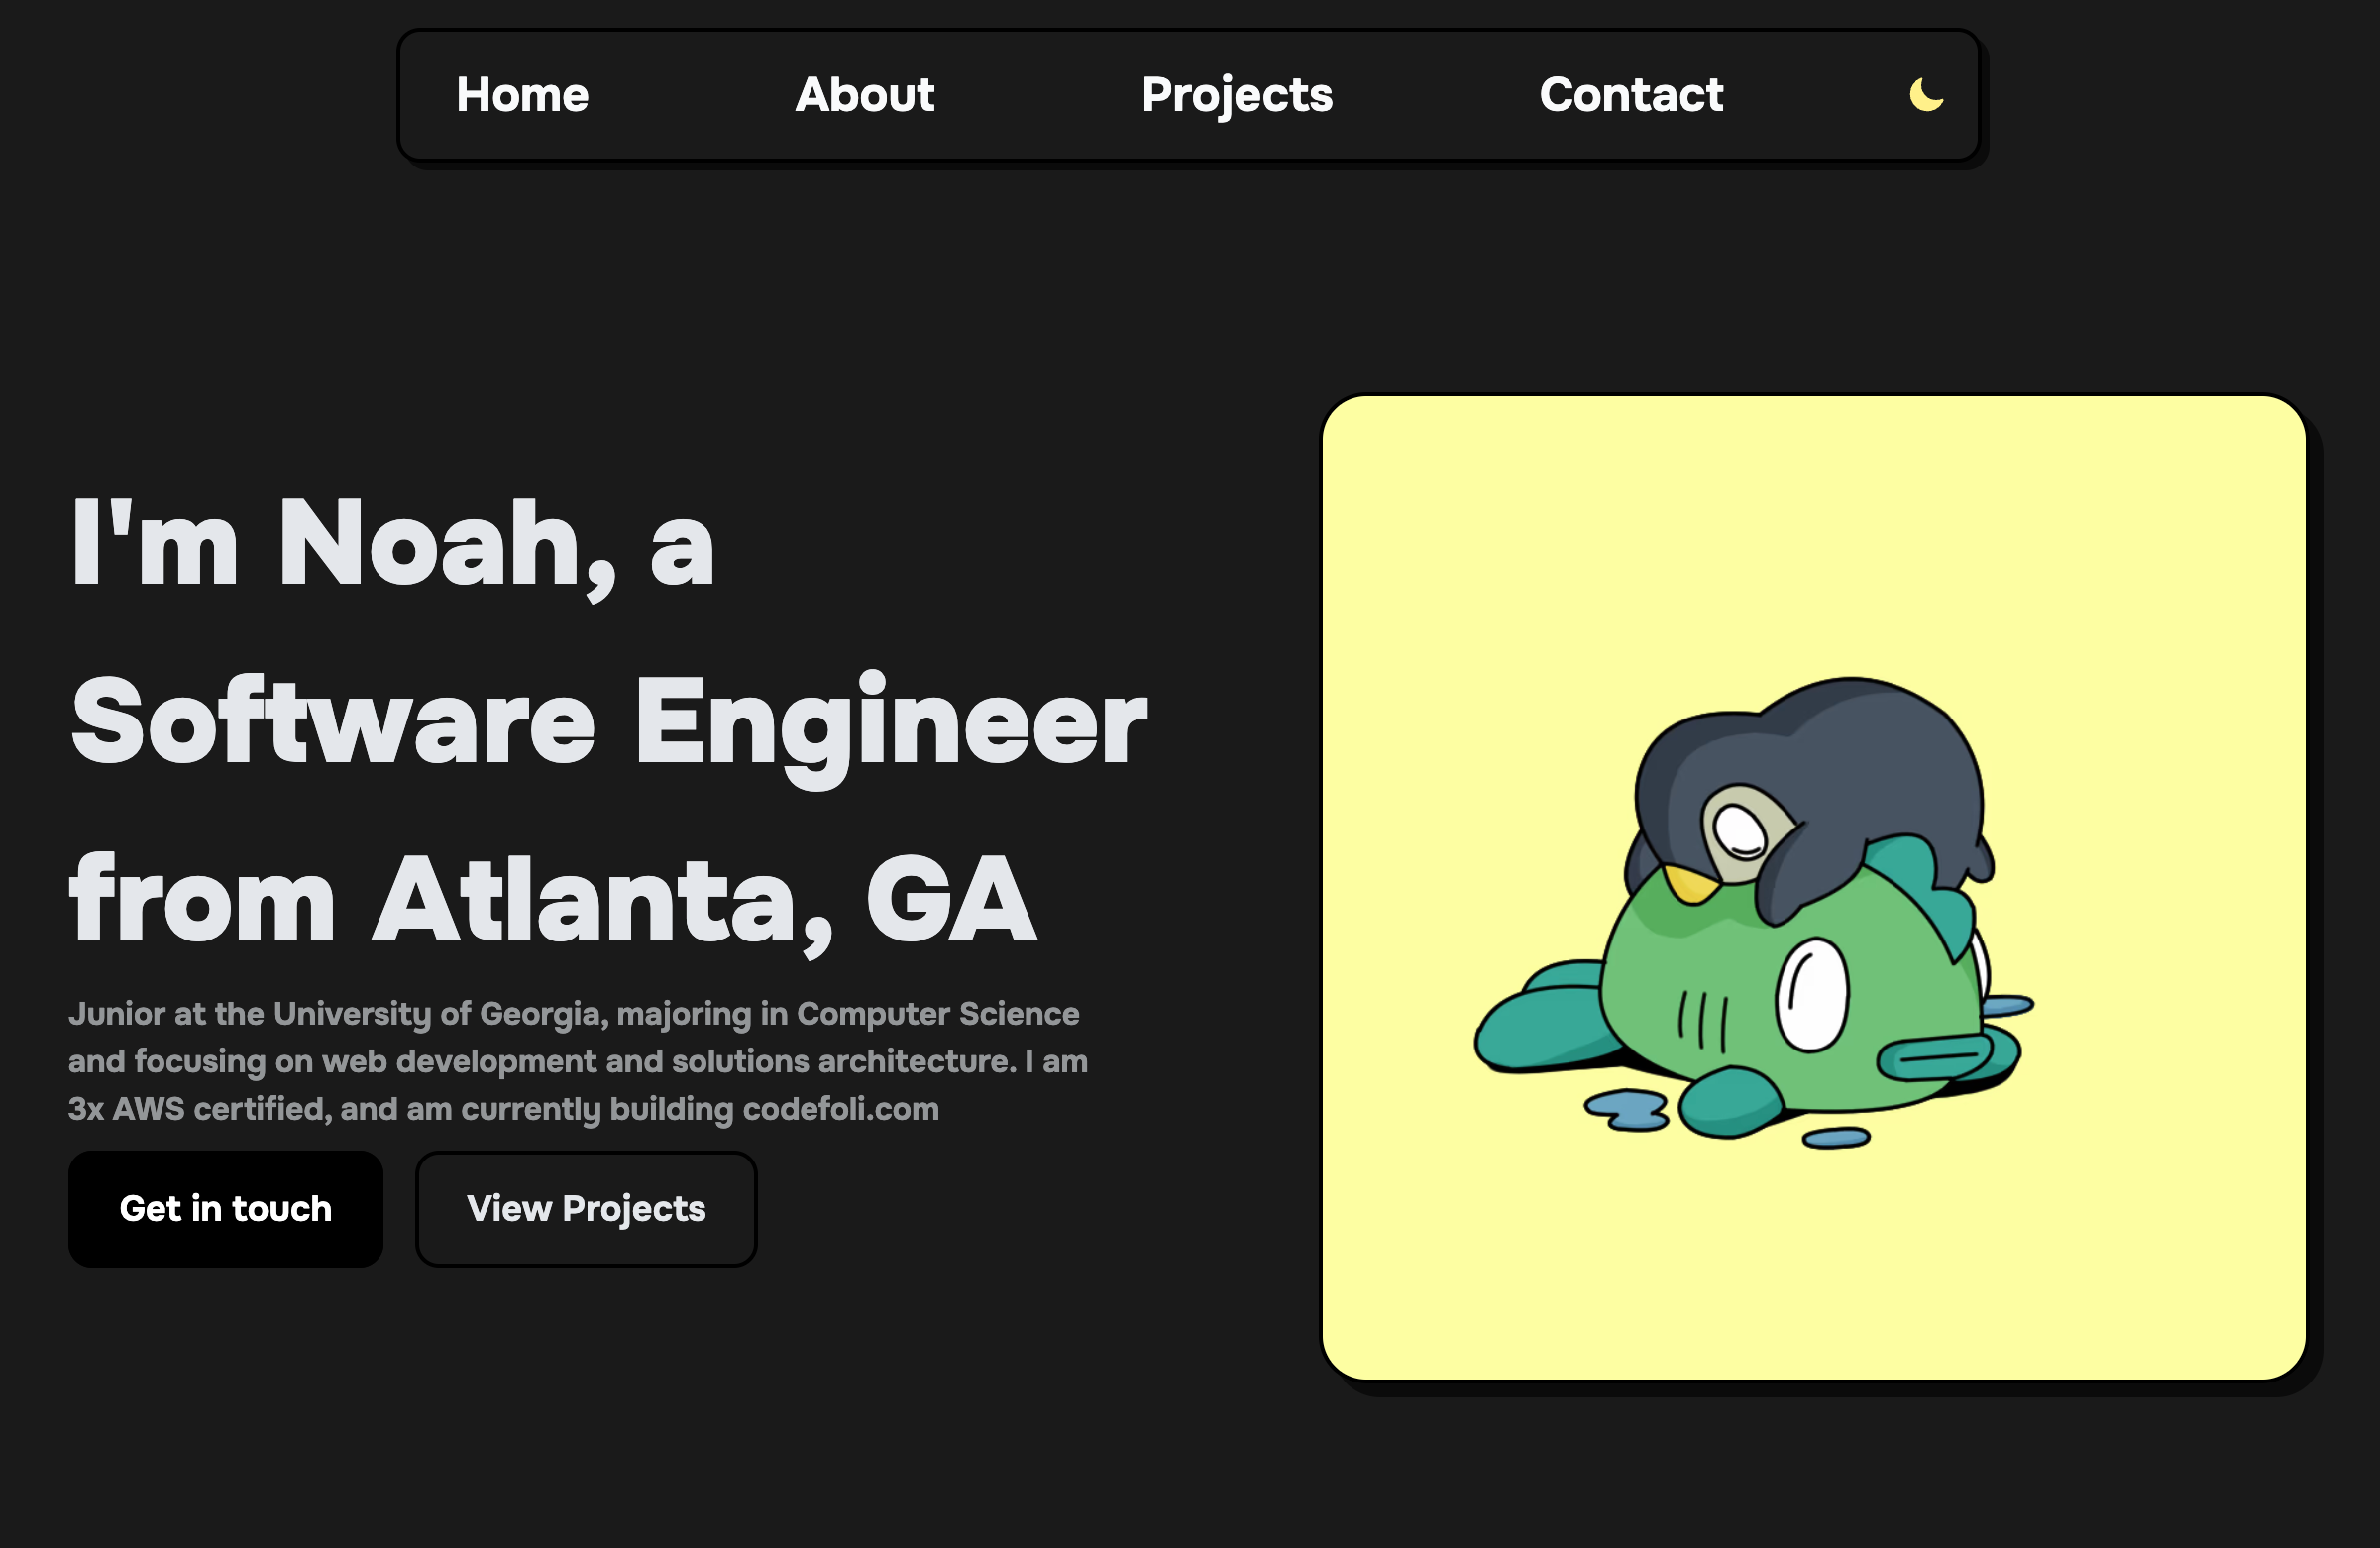 Home About Projects Contact
I'm Noah, a
Software Engineer
from Atlanta, GA
Junior at the University of Georgia, majoring in Computer Science
and focusing on web development and solutions architecture. I am
3x AWS certified, and am currently building codefoli.com
Get in touch View Projects